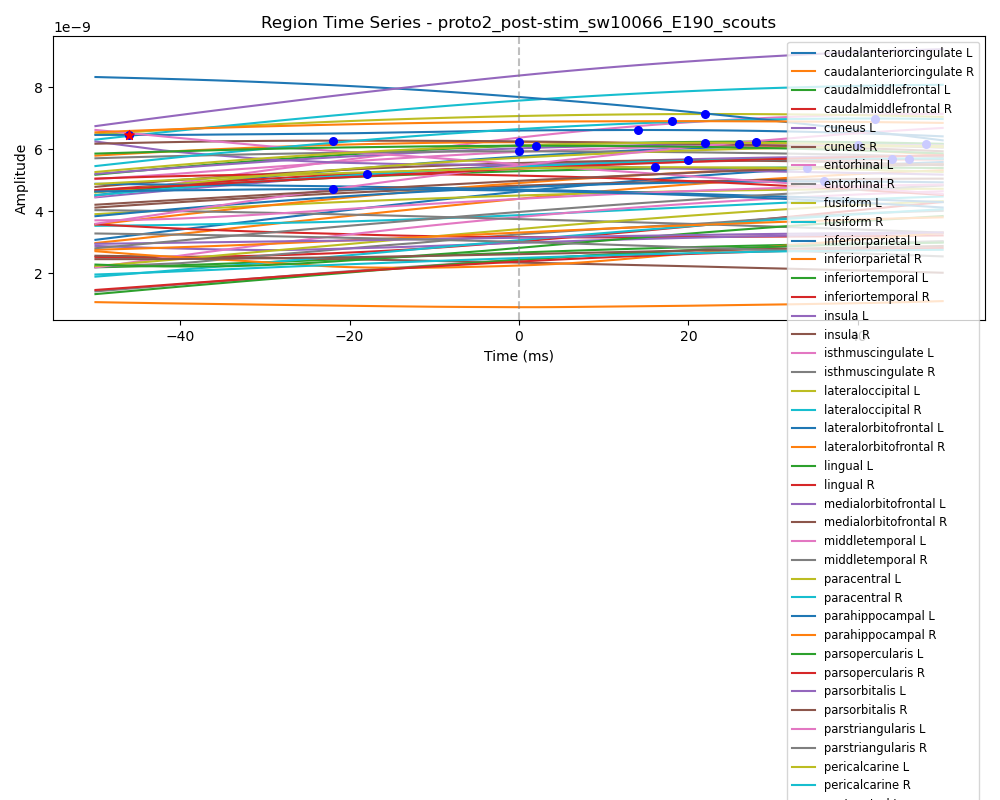 Region Time Series - proto2_post-stim_sw10066_E190_scouts
1e−9
8
6
4
2
Amplitude
−40
−20
0
20
Time (ms)
caudalanteriorcingulate L
caudalanteriorcingulate R
caudalmiddlefrontal L
caudalmiddlefrontal R
cuneus L
cuneus R
entorhinal L
entorhinal R
fusiform L
fusiform R
inferiorparietal L
inferiorparietal R
inferiortemporal L
inferiortemporal R
insula L
insula R
isthmuscingulate L
isthmuscingulate R
lateraloccipital L
lateraloccipital R
lateralorbitofrontal L
lateralorbitofrontal R
lingual L
lingual R
medialorbitofrontal L
medialorbitofrontal R
middletemporal L
middletemporal R
paracentral L
paracentral R
parahippocampal L
parahippocampal R
parsopercularis L
parsopercularis R
parsorbitalis L
parsorbitalis R
parstriangularis L
parstriangularis R
pericalcarine L
pericalcarine R